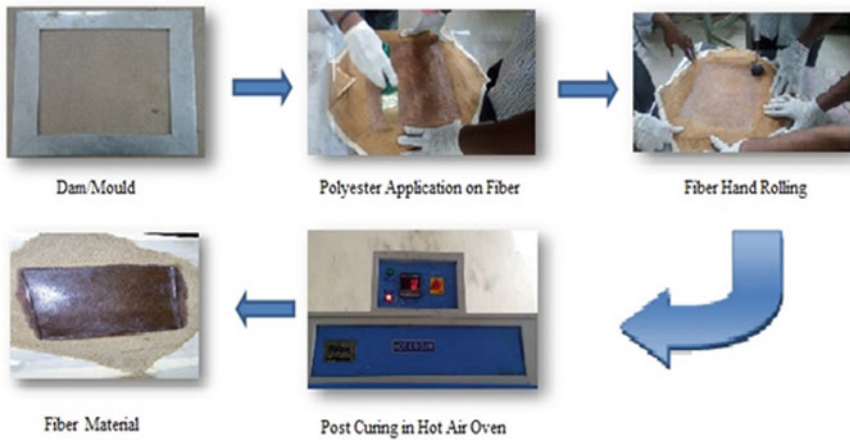 Dam/Mould
Polyester Application on Fiber
Fiber Hand Rolling
Fiber Material
Post Curing in Hot Air Oven